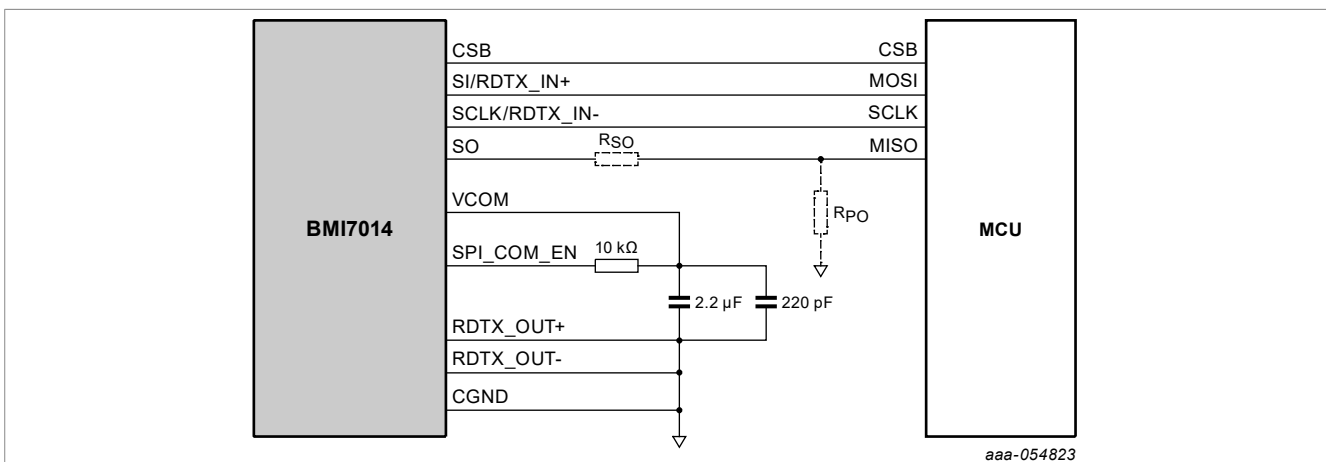 CSB CSB
SI/RDTX_IN+ MOSI
SCLK/RDTX_IN- SCLK
SO RSO MISO
VCOM
RPO
BMI7014 MCU
SPI_COM_EN 10 kΩ
2.2 µF 220 pF
RDTX_OUT+
RDTX_OUT-
CGND
aaa-054823